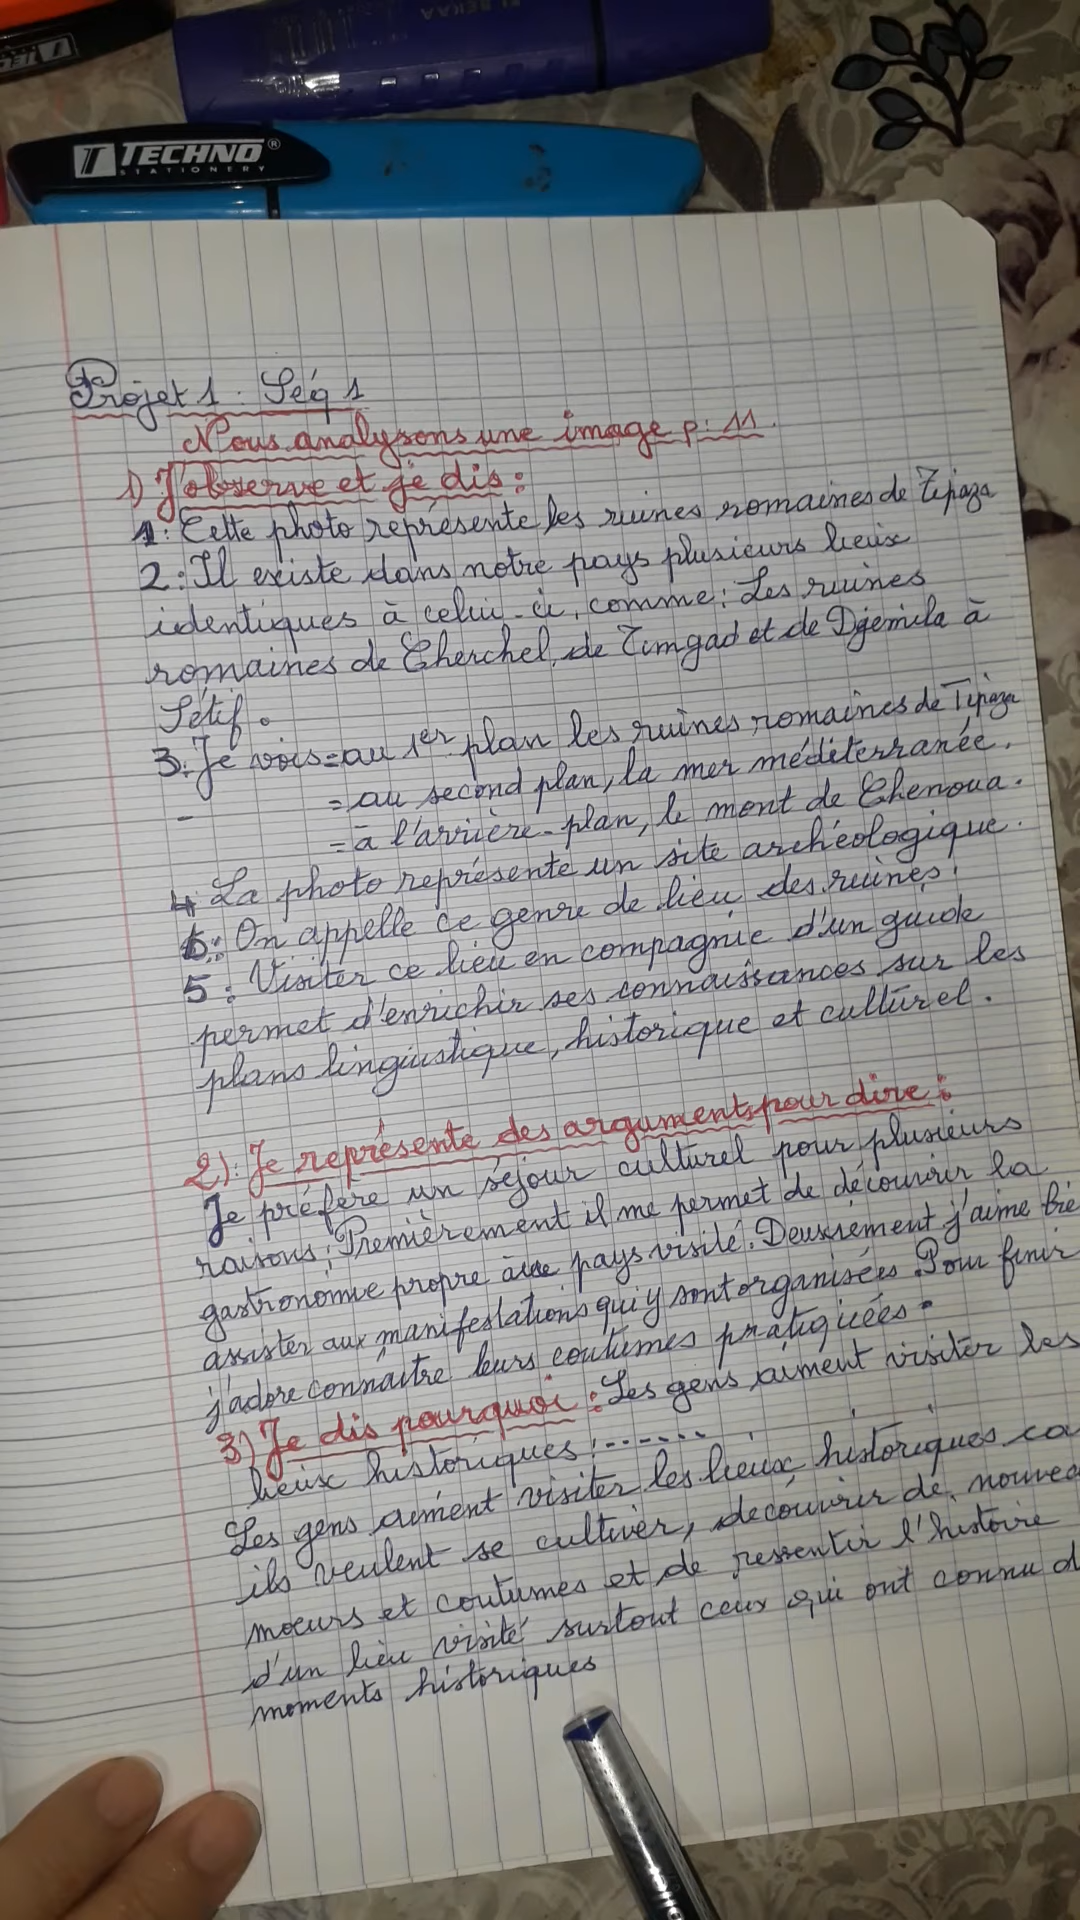 EL BEKAA
TECHNO
TECHNO®
STATIONERY
Projet 1 : Séq 1
Nous analysons une image p: 11.
1) J'observe et je dis :
1: Cette photo représente les ruines romaines de Tipaza
2: Il existe dans notre pays plusieurs lieux
identiques à celui-ci, comme: Les ruines
romaines de Cherchel, de Timgad et de Djémila à
Sétif.
3: Je vois = au 1er plan les ruines romaines de Tipaza
= au second plan, la mer méditerranée.
= à l'arrière-plan, le mont de Chenoua.
4: La photo représente un site archéologique.
6: On appelle ce genre de lieu des ruines.
5: Visiter ce lieu en compagnie d'un guide
permet d'enrichir ses connaissances sur les
plans linguistique, historique et culturel.
2): Je représente des arguments pour dire :
Je préfère un séjour culturel pour plusieurs
raisons: Premièrement il me permet de découvrir la
gastronomie propre pays visité. Deuxsièment j'aime
assister aux manifestations qui y sont organisées. Pour finir
j'adore connaître leurs coutumes pratiquées.
3) Je dis pourquoi : Les gens aiment visiter les
lieux historiques :.......
Les gens aiment visiter les lieux historiques ca
ils veulent se cultiver, découvrir de nouvea
mœurs et coutumes et de ressentir l'histoire
d'un lieu visité surtout ceux qui ont connu d
moments historiques